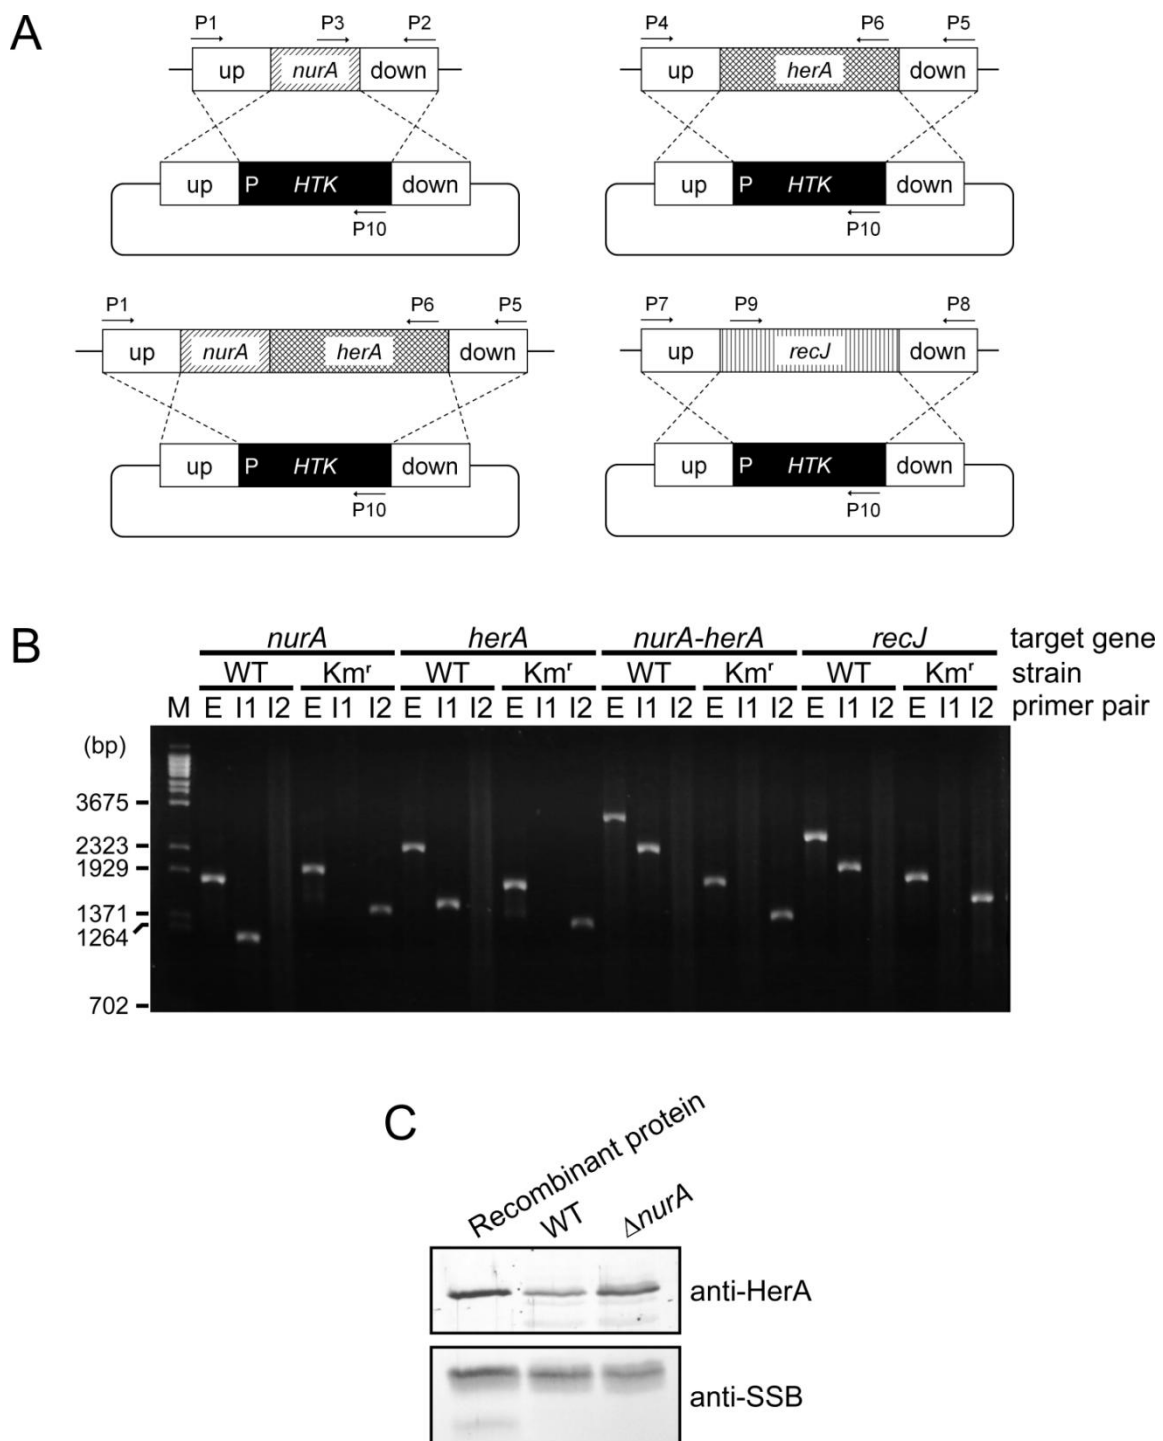 A
P1 P3 P2
up nurA down
up P HTK down
P10
P4 P6 P5
up herA down
up P HTK down
P10
P1 P6 P5
up nurA herA down
up P HTK down
P10
P7 P9 P8
up recJ down
up P HTK down
P10
B
nurA herA nurA-herA recJ target gene
WT Kmʳ WT Kmʳ WT Kmʳ WT Kmʳ strain
M E I1 I2 E I1 I2 E I1 I2 E I1 I2 E I1 I2 E I1 I2 E I1 I2 E I1 I2 primer pair
(bp)
3675
2323
1929
1371
1264
702
C
Recombinant protein
WT
ΔnurA
anti-HerA
anti-SSB